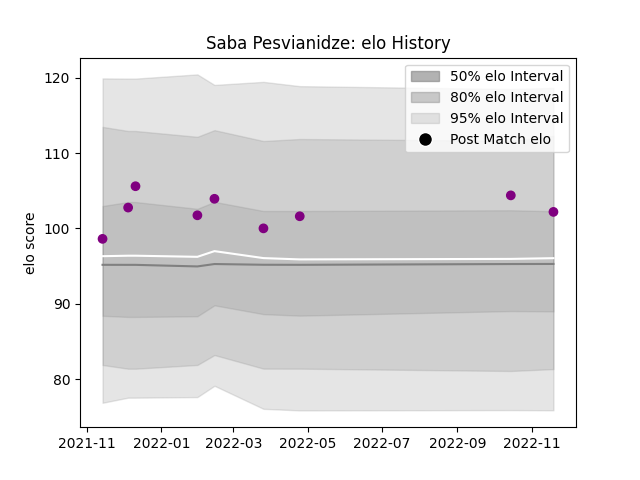 Saba Pesvianidze: elo History
120
110
100
90
80
elo score
50% elo Interval
80% elo Interval
95% elo Interval
Post Match elo
2021-11
2022-01
2022-03
2022-05
2022-07
2022-09
2022-11